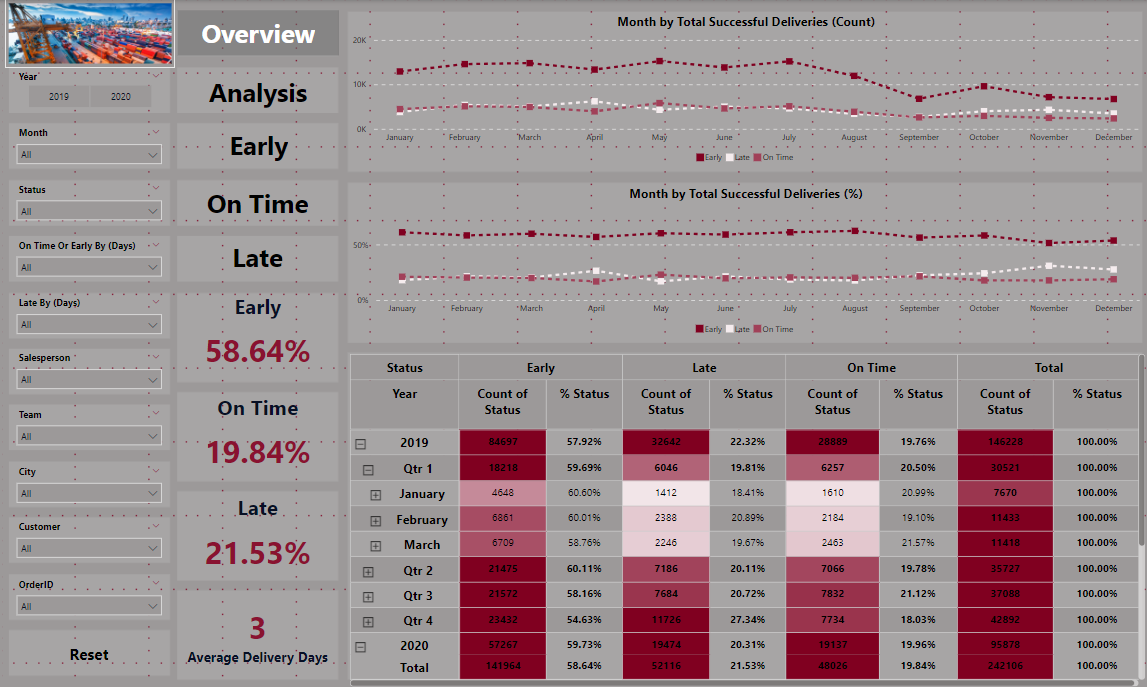 Year
2019 2020
Month
All
Status
All
On Time Or Early By (Days)
All
Late By (Days)
All
Salesperson
All
Team
All
City
All
Customer
All
OrderID
All
Reset
Overview
Analysis
Early
On Time
Late
Early
58.64%
On Time
19.84%
Late
21.53%
3
Average Delivery Days
Month by Total Successful Deliveries (Count)
20K
10K
0K
January February March April May June July August September October November December
Early Late On Time
Month by Total Successful Deliveries (%)
50%
0%
January February March April May June July August September October November December
Early Late On Time
Status Early Late On Time Total
Year Count of Status % Status Count of Status % Status Count of Status % Status Count of Status % Status
2019 84697 57.92% 32642 22.32% 28889 19.76% 146228 100.00%
Qtr 1 18218 59.69% 6046 19.81% 6257 20.50% 30521 100.00%
January 4648 60.60% 1412 18.41% 1610 20.99% 7670 100.00%
February 6861 60.01% 2388 20.89% 2184 19.10% 11433 100.00%
March 6709 58.76% 2246 19.67% 2463 21.57% 11418 100.00%
Qtr 2 21475 60.11% 7186 20.11% 7066 19.78% 35727 100.00%
Qtr 3 21572 58.16% 7684 20.72% 7832 21.12% 37088 100.00%
Qtr 4 23432 54.63% 11726 27.34% 7734 18.03% 42892 100.00%
2020 57267 59.73% 19474 20.31% 19137 19.96% 95878 100.00%
Total 141964 58.64% 52116 21.53% 48026 19.84% 242106 100.00%